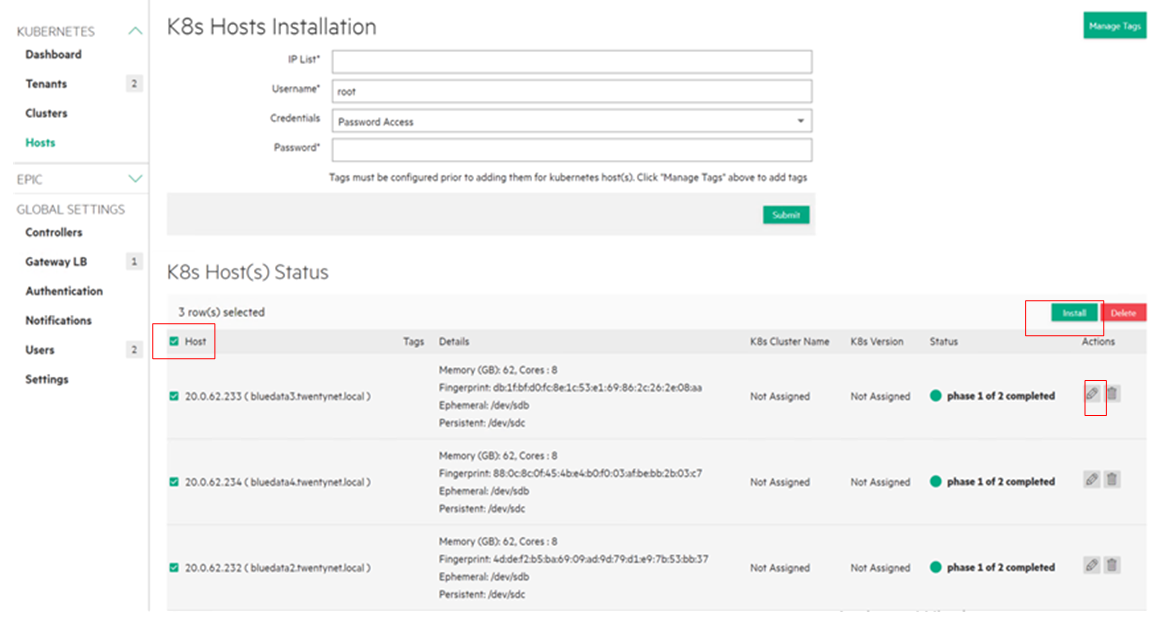 KUBERNETES
Dashboard
Tenants 2
Clusters
Hosts
EPIC
GLOBAL SETTINGS
Controllers
Gateway LB 1
Authentication
Notifications
Users 2
Settings
K8s Hosts Installation
Manage Tags
IP List*
Username* root
Credentials Password Access
Password*
Tags must be configured prior to adding them for kubernetes host(s). Click "Manage Tags" above to add tags
Submit
K8s Host(s) Status
3 row(s) selected Install Delete
Host Tags Details K8s Cluster Name K8s Version Status Actions
Memory (GB): 62, Cores : 8
Fingerprint: db:1f:bf:d0:fc:8e:1c:53:e1:69:86:2c:26:2e:08:aa
20.0.62.233 ( bluedata3.twentynet.local ) Not Assigned Not Assigned phase 1 of 2 completed
Ephemeral: /dev/sdb
Persistent: /dev/sdc
Memory (GB): 62, Cores : 8
Fingerprint: 88:0c:8c:0f:45:4b:e4:b0:f0:03:af:be:bb:2b:03:c7
20.0.62.234 ( bluedata4.twentynet.local ) Not Assigned Not Assigned phase 1 of 2 completed
Ephemeral: /dev/sdb
Persistent: /dev/sdc
Memory (GB): 62, Cores : 8
Fingerprint: 4d:de:f2:b5:ba:69:09:ad:9d:79:d1:e9:7b:53:bb:37
20.0.62.232 ( bluedata2.twentynet.local ) Not Assigned Not Assigned phase 1 of 2 completed
Ephemeral: /dev/sdb
Persistent: /dev/sdc